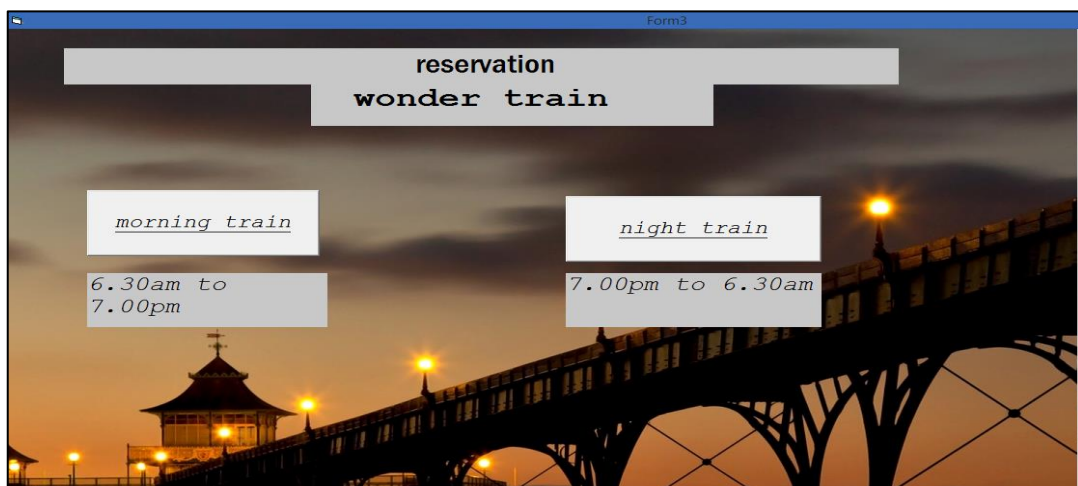 Form3
reservation
wonder train
morning train
night train
6.30am to
7.00pm
7.00pm to 6.30am